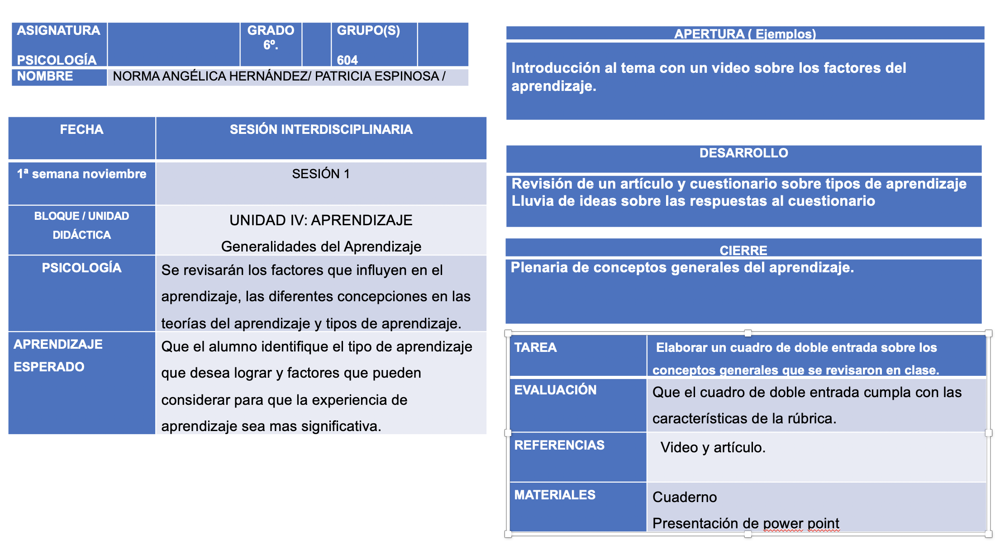 ASIGNATURA
PSICOLOGÍA
GRADO
6º.
GRUPO(S)
604
NOMBRE
NORMA ANGÉLICA HERNÁNDEZ/ PATRICIA ESPINOSA /
FECHA
SESIÓN INTERDISCIPLINARIA
1ª semana noviembre
SESIÓN 1
BLOQUE / UNIDAD
DIDÁCTICA
UNIDAD IV: APRENDIZAJE
Generalidades del Aprendizaje
PSICOLOGÍA
Se revisarán los factores que influyen en el
aprendizaje, las diferentes concepciones en las
teorías del aprendizaje y tipos de aprendizaje.
APRENDIZAJE
ESPERADO
Que el alumno identifique el tipo de aprendizaje
que desea lograr y factores que pueden
considerar para que la experiencia de
aprendizaje sea mas significativa.
APERTURA ( Ejemplos)
Introducción al tema con un video sobre los factores del
aprendizaje.
DESARROLLO
Revisión de un artículo y cuestionario sobre tipos de aprendizaje
Lluvia de ideas sobre las respuestas al cuestionario
CIERRE
Plenaria de conceptos generales del aprendizaje.
TAREA
Elaborar un cuadro de doble entrada sobre los
conceptos generales que se revisaron en clase.
EVALUACIÓN
Que el cuadro de doble entrada cumpla con las
características de la rúbrica.
REFERENCIAS
Video y artículo.
MATERIALES
Cuaderno
Presentación de power point